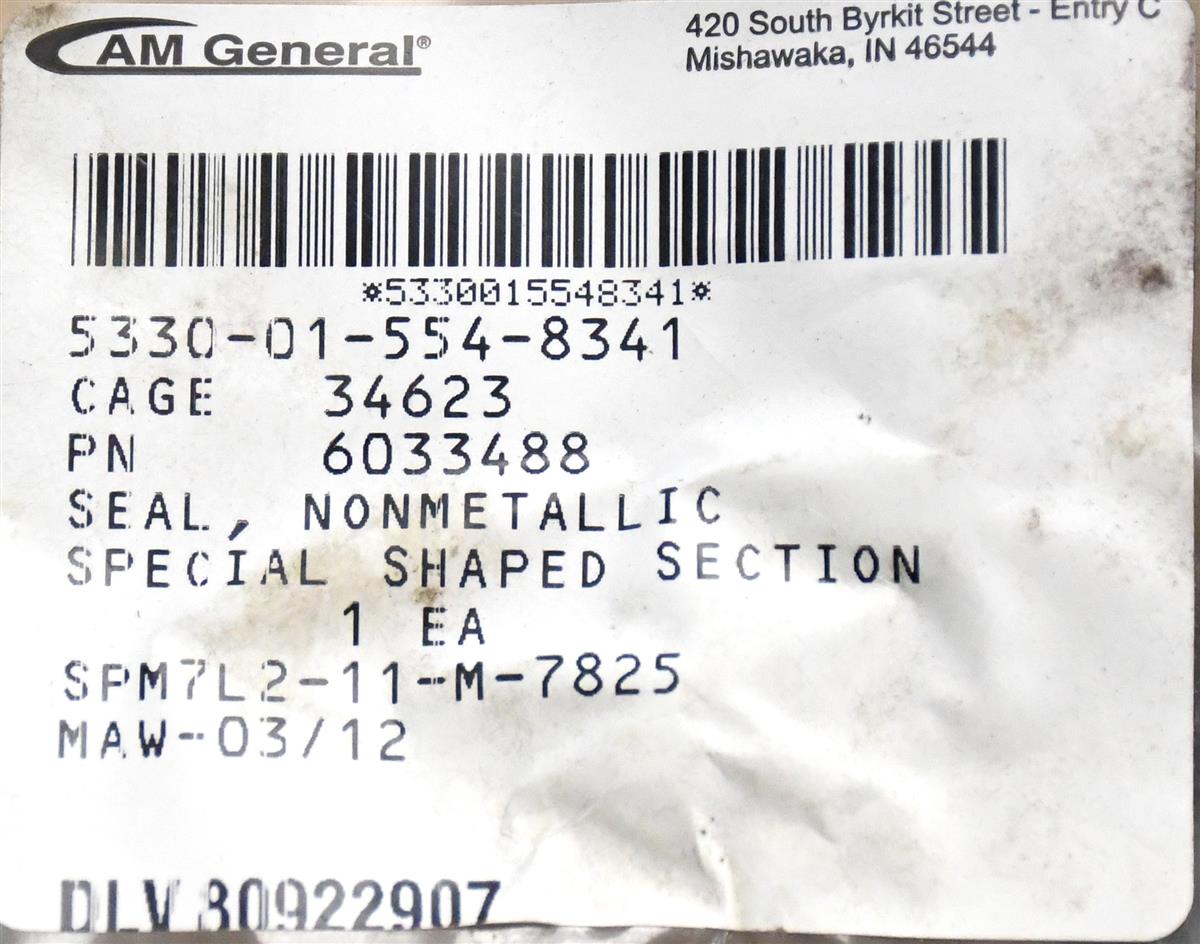 AM General®
420 South Byrkit Street - Entry C
Mishawaka, IN 46544
*5330015548341*
5330-01-554-8341
CAGE 34623
PN 6033488
SEAL, NONMETALLIC
SPECIAL SHAPED SECTION
1 EA
SPM7L2-11-M-7825
MAW-03/12
DLV 80922907